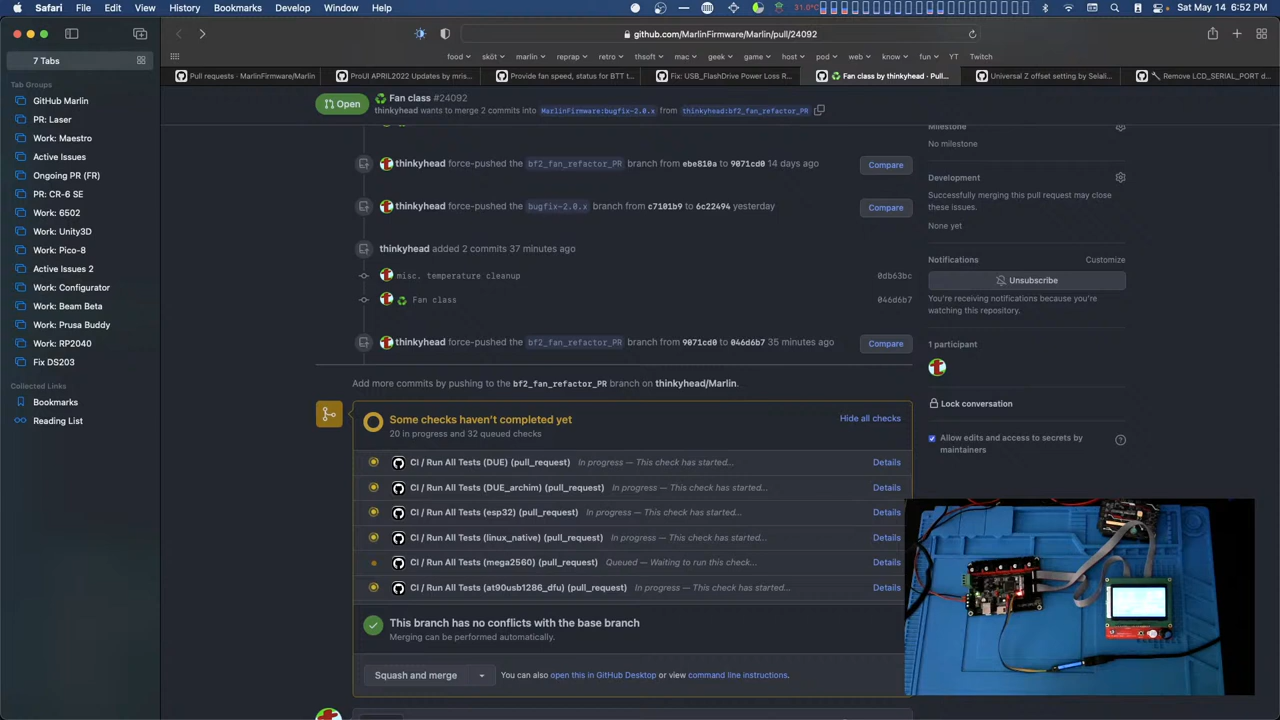 Safari File Edit View History Bookmarks Develop Window Help
31.0°C
Sat May 14 6:52 PM
7 Tabs
github.com/MarlinFirmware/Marlin/pull/24092
food sköt marlin reprap retro thsoft mac geek game host pod web know fun YT Twitch
Pull requests · MarlinFirmware/Marlin
ProUI APRIL2022 Updates by mris...
Provide fan speed, status for BTT t...
Fix: USB_FlashDrive Power Loss R...
Fan class by thinkyhead · Pull...
Universal Z offset setting by Selali...
Remove LCD_SERIAL_PORT d...
Tab Groups
GitHub Marlin
PR: Laser
Work: Maestro
Active Issues
Ongoing PR (FR)
PR: CR-6 SE
Work: 6502
Work: Unity3D
Work: Pico-8
Active Issues 2
Work: Configurator
Work: Beam Beta
Work: Prusa Buddy
Work: RP2040
Fix DS203
Collected Links
Bookmarks
Reading List
Open
Fan class #24092
thinkyhead wants to merge 2 commits into MarlinFirmware:bugfix-2.0.x from thinkyhead:bf2_fan_refactor_PR
thinkyhead force-pushed the bf2_fan_refactor_PR branch from ebe810a to 9071cd0 14 days ago
Compare
thinkyhead force-pushed the bugfix-2.0.x branch from c7101b9 to 6c22494 yesterday
Compare
thinkyhead added 2 commits 37 minutes ago
misc. temperature cleanup 0db63bc
Fan class 046d6b7
thinkyhead force-pushed the bf2_fan_refactor_PR branch from 9071cd0 to 046d6b7 35 minutes ago
Compare
Add more commits by pushing to the bf2_fan_refactor_PR branch on thinkyhead/Marlin.
Some checks haven't completed yet
Hide all checks
20 in progress and 32 queued checks
CI / Run All Tests (DUE) (pull_request) In progress — This check has started... Details
CI / Run All Tests (DUE_archim) (pull_request) In progress — This check has started... Details
CI / Run All Tests (esp32) (pull_request) In progress — This check has started... Details
CI / Run All Tests (linux_native) (pull_request) In progress — This check has started... Details
CI / Run All Tests (mega2560) (pull_request) Queued — Waiting to run this check... Details
CI / Run All Tests (at90usb1286_dfu) (pull_request) In progress — This check has started... Details
This branch has no conflicts with the base branch
Merging can be performed automatically.
Squash and merge
You can also open this in GitHub Desktop or view command line instructions.
Milestone
No milestone
Development
Successfully merging this pull request may close
these issues.
None yet
Notifications Customize
Unsubscribe
You're receiving notifications because you're
watching this repository.
1 participant
Lock conversation
Allow edits and access to secrets by
maintainers